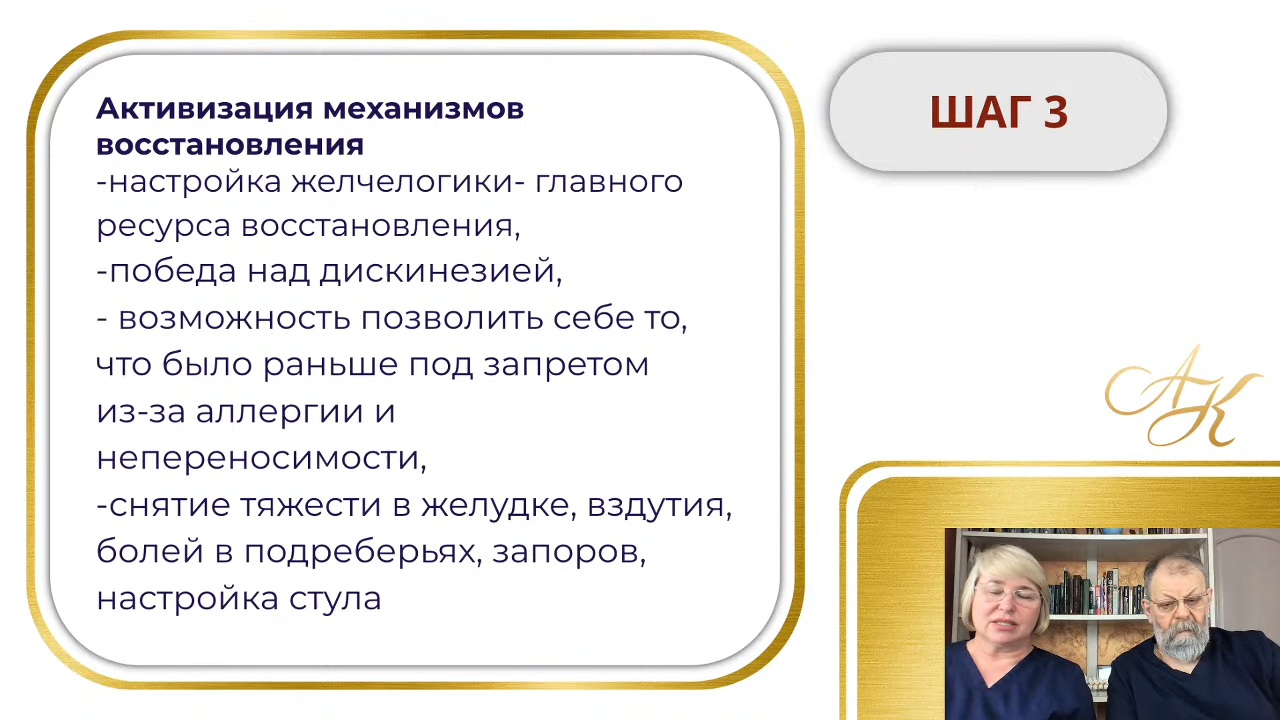 Активизация механизмов
восстановления
-настройка желчелогики- главного
ресурса восстановления,
-победа над дискинезией,
- возможность позволить себе то,
что было раньше под запретом
из-за аллергии и
непереносимости,
-снятие тяжести в желудке, вздутия,
болей в подреберьях, запоров,
настройка стула
ШАГ 3
АК